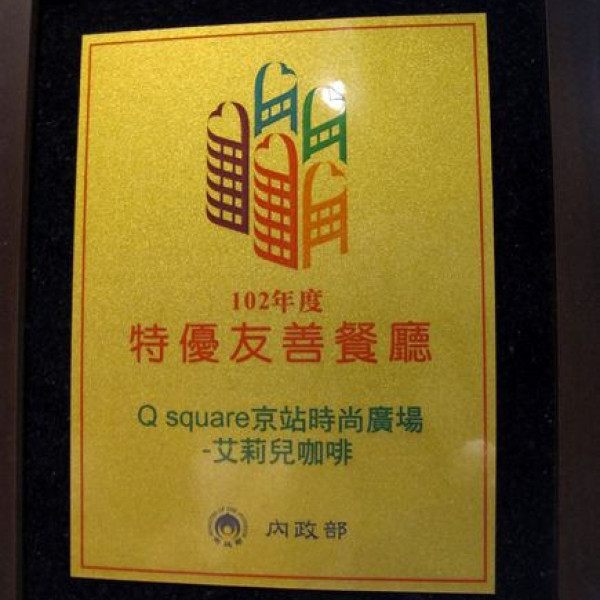 102年度
特優友善餐廳
Q square京站時尚廣場
-艾莉兒咖啡
內政部